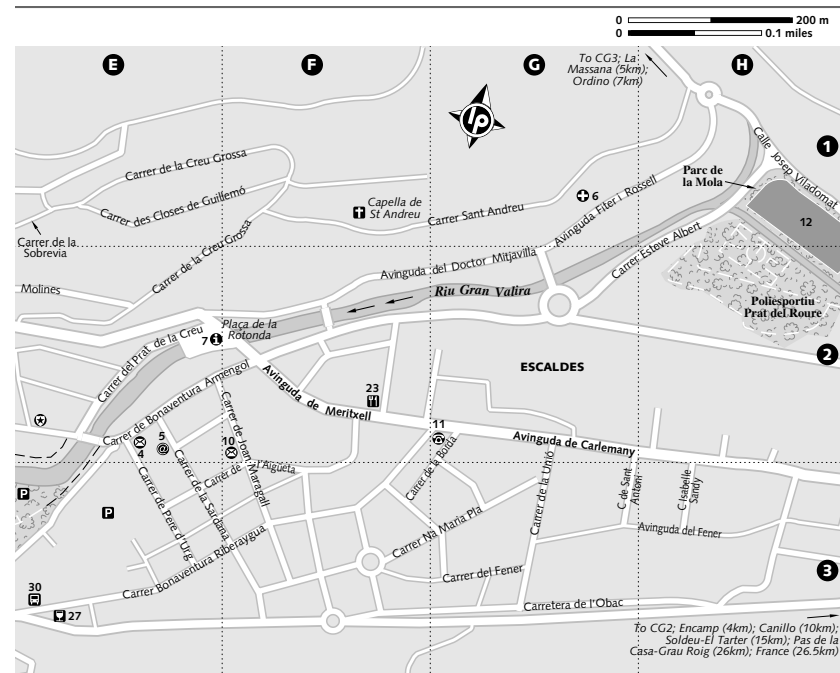 0 200 m
0 0.1 miles
E
F
G
H
To CG3; La
Massana (5km);
Ordino (7km)
lp
1
Calle Josep Viladomat
Carrer de la Creu Grossa
Parc de
la Mola
Carrer des Closes de Guillemó
6
Avinguda Fiter i Rossell
Capella de
St Andreu
Carrer Sant Andreu
12
Carrer de la
Sobrevia
Carrer de la Creu Grossa
Carrer Esteve Albert
Avinguda del Doctor Mitjavilla
Molines
Riu Gran Valira
Poliesportiu
Prat del Roure
Plaça de la
Rotonda
7
Carrer del Prat de la Creu
2
ESCALDES
Avinguda de Meritxell
23
Carrer de Bonaventura Armengol
11
Avinguda de Carlemany
4
5
@
10
Carrer de Joan Maragall
Carrer de l'Aigüeta
Carrer de la Borda
Carrer de la Unió
C de Sant
Antoni
C Isabelle
Sandy
Carrer de la Sardana
Carrer de Pere d'Urg
P
P
Carrer Na Maria Pla
Avinguda del Fener
Carrer Bonaventura Riberaygua
Carrer del Fener
3
30
27
Carretera de l'Obac
To CG2; Encamp (4km); Canillo (10km);
Soldeu-El Tarter (15km); Pas de la
Casa-Grau Roig (26km); France (26.5km)